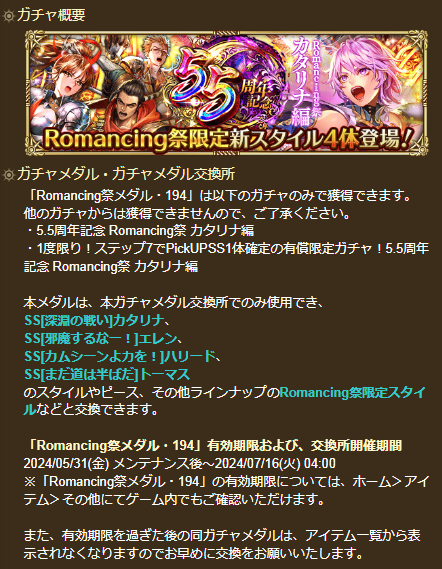 ガチャ概要
5.5周年記念
Romancing祭
カタリナ編
Romancing祭限定新スタイル4体登場!
ガチャメダル・ガチャメダル交換所
「Romancing祭メダル・194」は以下のガチャのみで獲得できます。
他のガチャからは獲得できませんので、ご了承ください。
・5.5周年記念 Romancing祭 カタリナ編
・1度限り！ステップ7でPickUPSS1体確定の有償限定ガチャ！5.5周
年記念 Romancing祭 カタリナ編
本メダルは、本ガチャメダル交換所でのみ使用でき、
SS[深淵の戦い]カタリナ、
SS[邪魔するなー！]エレン、
SS[カムシーンよ力を！]ハリード、
SS[まだ道は半ばだ]トーマス
のスタイルやピース、その他ラインナップのRomancing祭限定スタイ
ルなどと交換できます。
「Romancing祭メダル・194」有効期限および、交換所開催期間
2024/05/31(金) メンテナンス後～2024/07/16(火) 04:00
※「Romancing祭メダル・194」の有効期限については、ホーム＞アイ
テム＞その他にてゲーム内でもご確認いただけます。
また、有効期限を過ぎた後の同ガチャメダルは、アイテム一覧から表
示されなくなりますのでお早めに交換をお願いいたします。